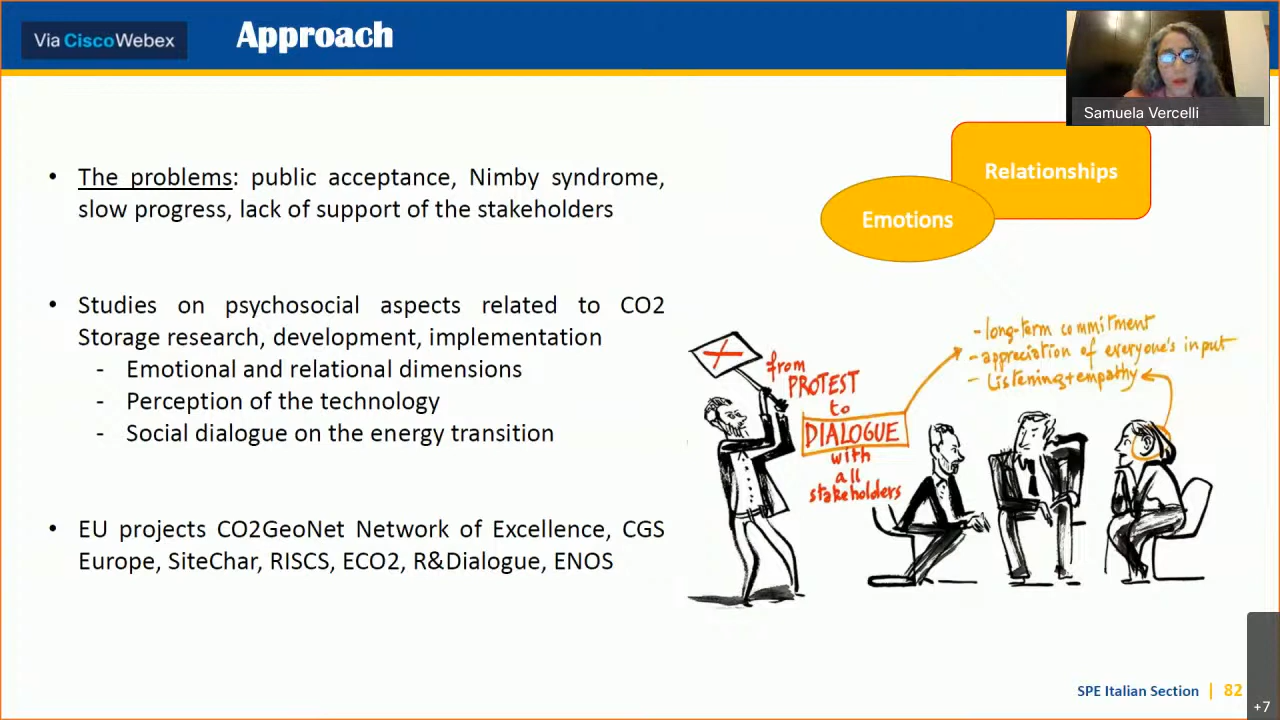 Via CiscoWebex
Approach
Samuela Vercelli
• The problems: public acceptance, Nimby syndrome,
slow progress, lack of support of the stakeholders
• Studies on psychosocial aspects related to CO2
Storage research, development, implementation
- Emotional and relational dimensions
- Perception of the technology
- Social dialogue on the energy transition
• EU projects CO2GeoNet Network of Excellence, CGS
Europe, SiteChar, RISCS, ECO2, R&Dialogue, ENOS
Relationships
Emotions
from
PROTEST
to
DIALOGUE
with
all
stakeholders
- long-term commitment
- appreciation of everyone's input
- Listening+empathy
SPE Italian Section | 82
+7